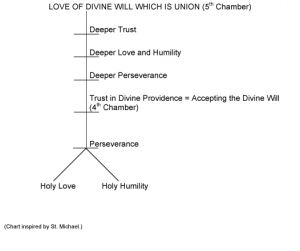 LOVE OF DIVINE WILL WHICH IS UNION (5th Chamber)
Deeper Trust
Deeper Love and Humility
Deeper Perseverance
Trust in Divine Providence = Accepting the Divine Will
(4th Chamber)
Perseverance
Holy Love
Holy Humility
(Chart inspired by St. Michael.)